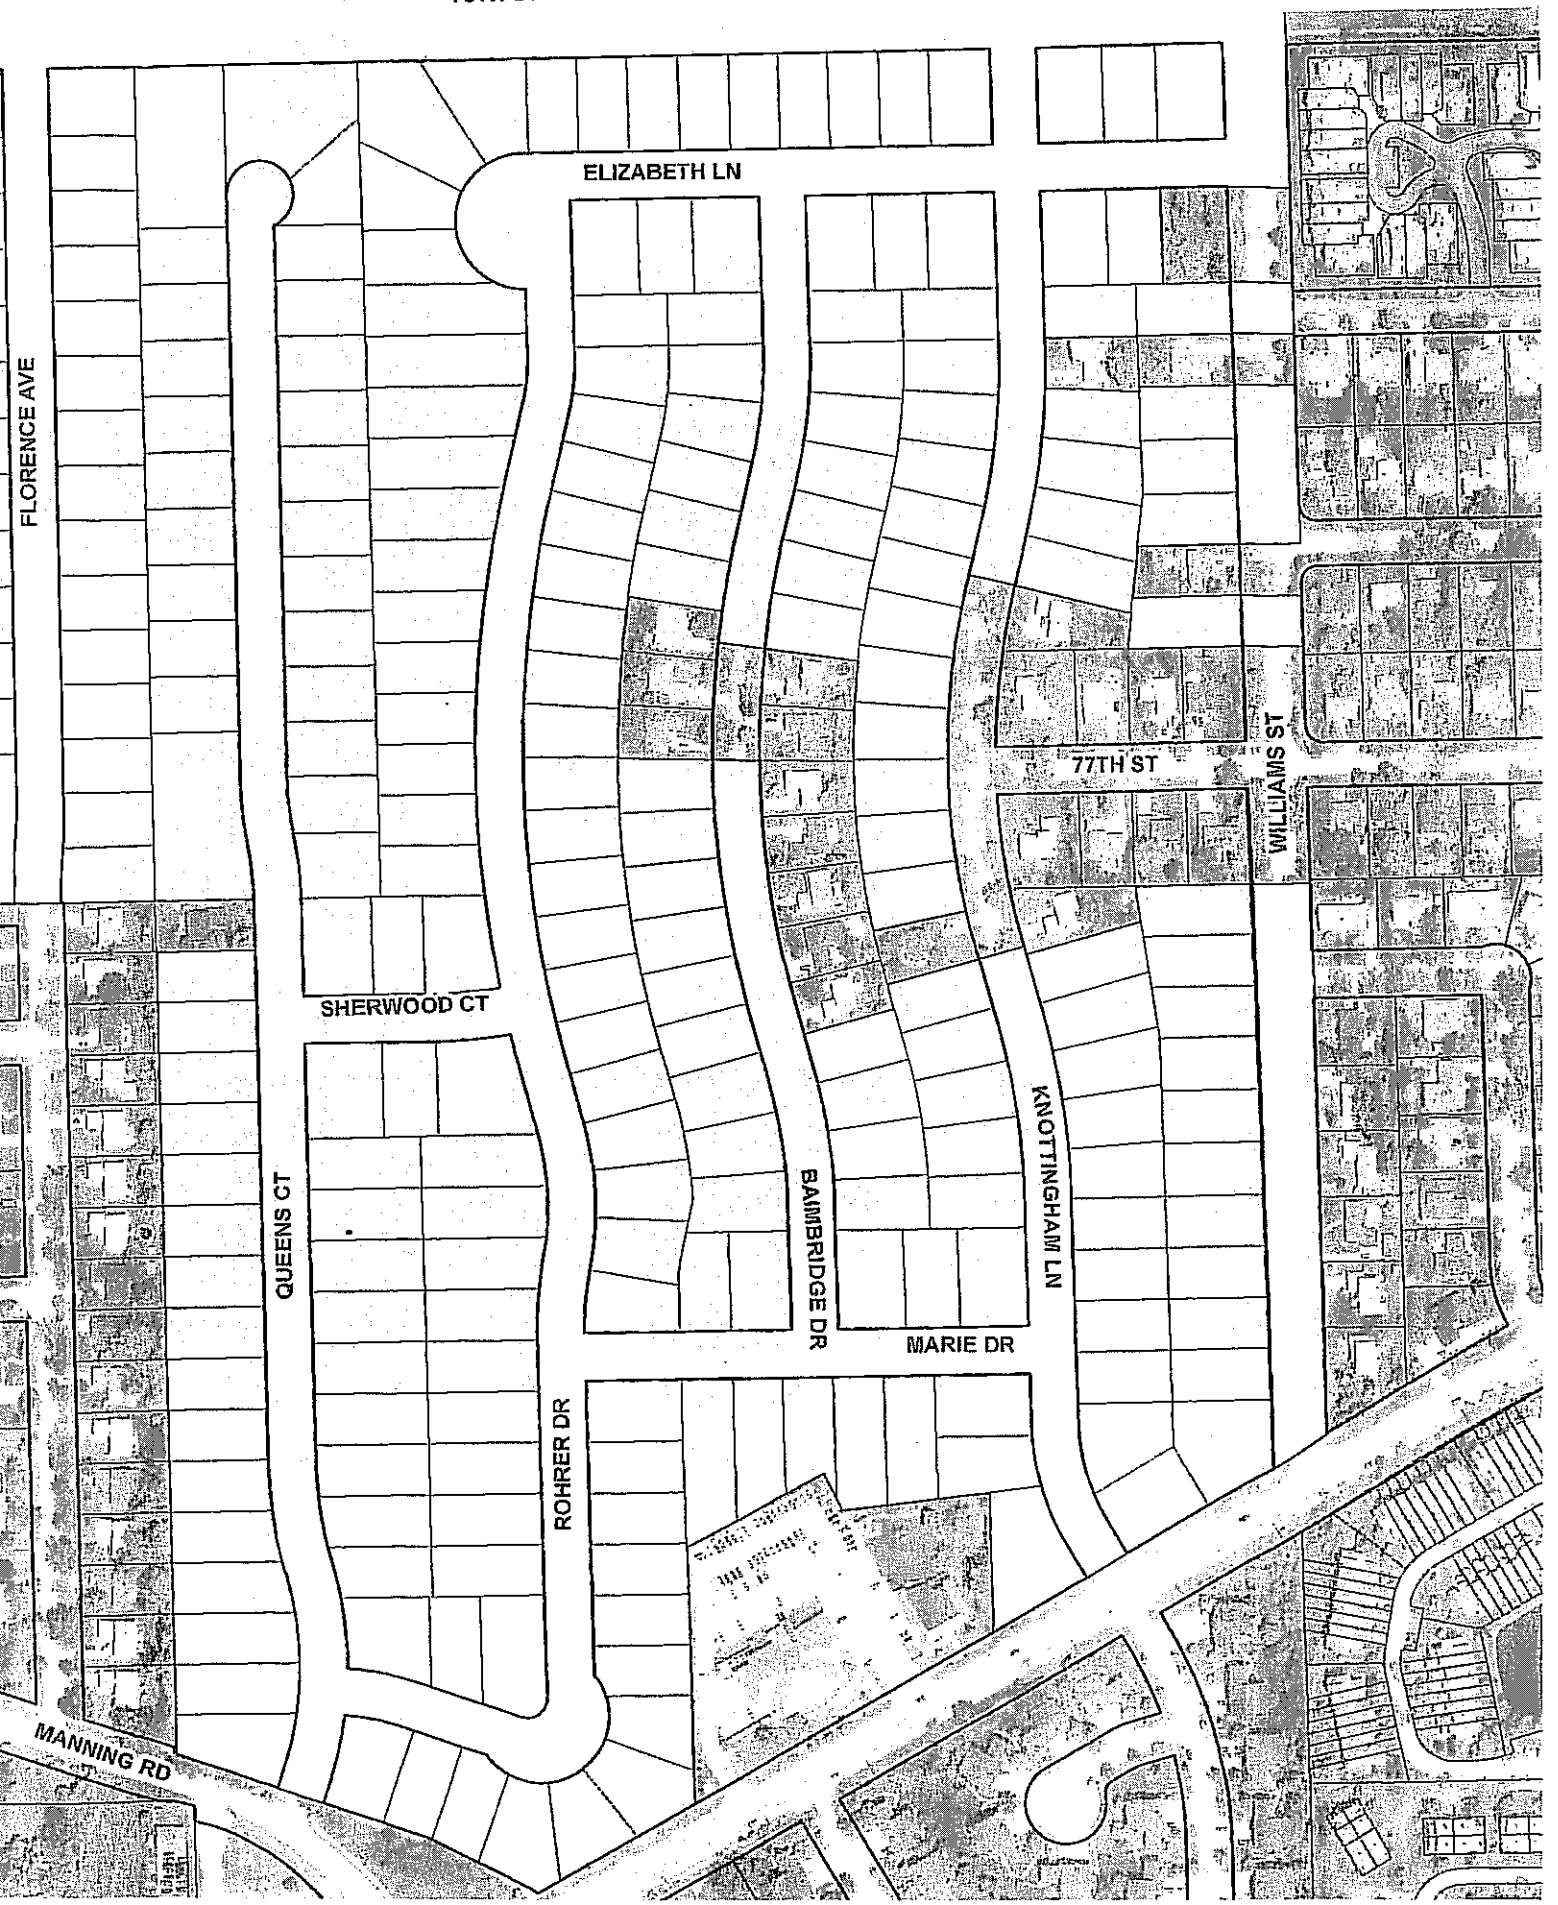 ELIZABETH LN
FLORENCE AVE
77TH ST
WILLIAMS ST
SHERWOOD CT
QUEENS CT
BAMBRIDGE DR
KNOTTINGHAM LN
MARIE DR
ROHRER DR
MANNING RD